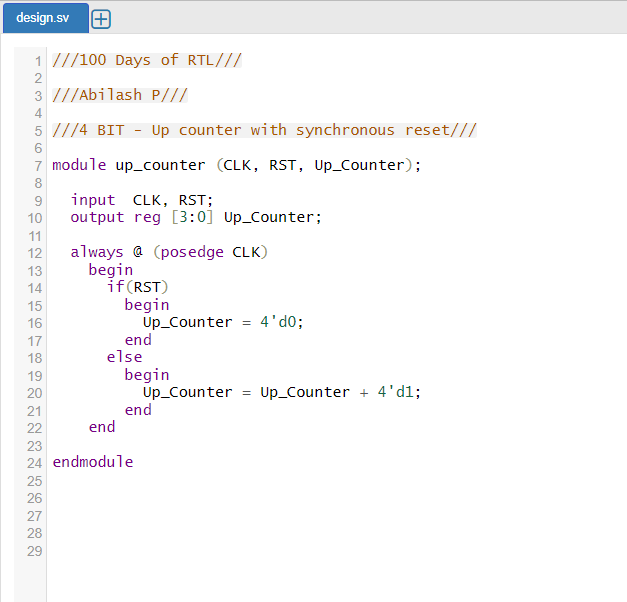 design.sv
1 ///100 Days of RTL///
2
3 ///Abilash P///
4
5 ///4 BIT - Up counter with synchronous reset///
6
7 module up_counter (CLK, RST, Up_Counter);
8
9   input  CLK, RST;
10   output reg [3:0] Up_Counter;
11
12   always @ (posedge CLK)
13     begin
14       if(RST)
15         begin
16           Up_Counter = 4'd0;
17         end
18       else
19         begin
20           Up_Counter = Up_Counter + 4'd1;
21         end
22     end
23
24 endmodule
25
26
27
28
29